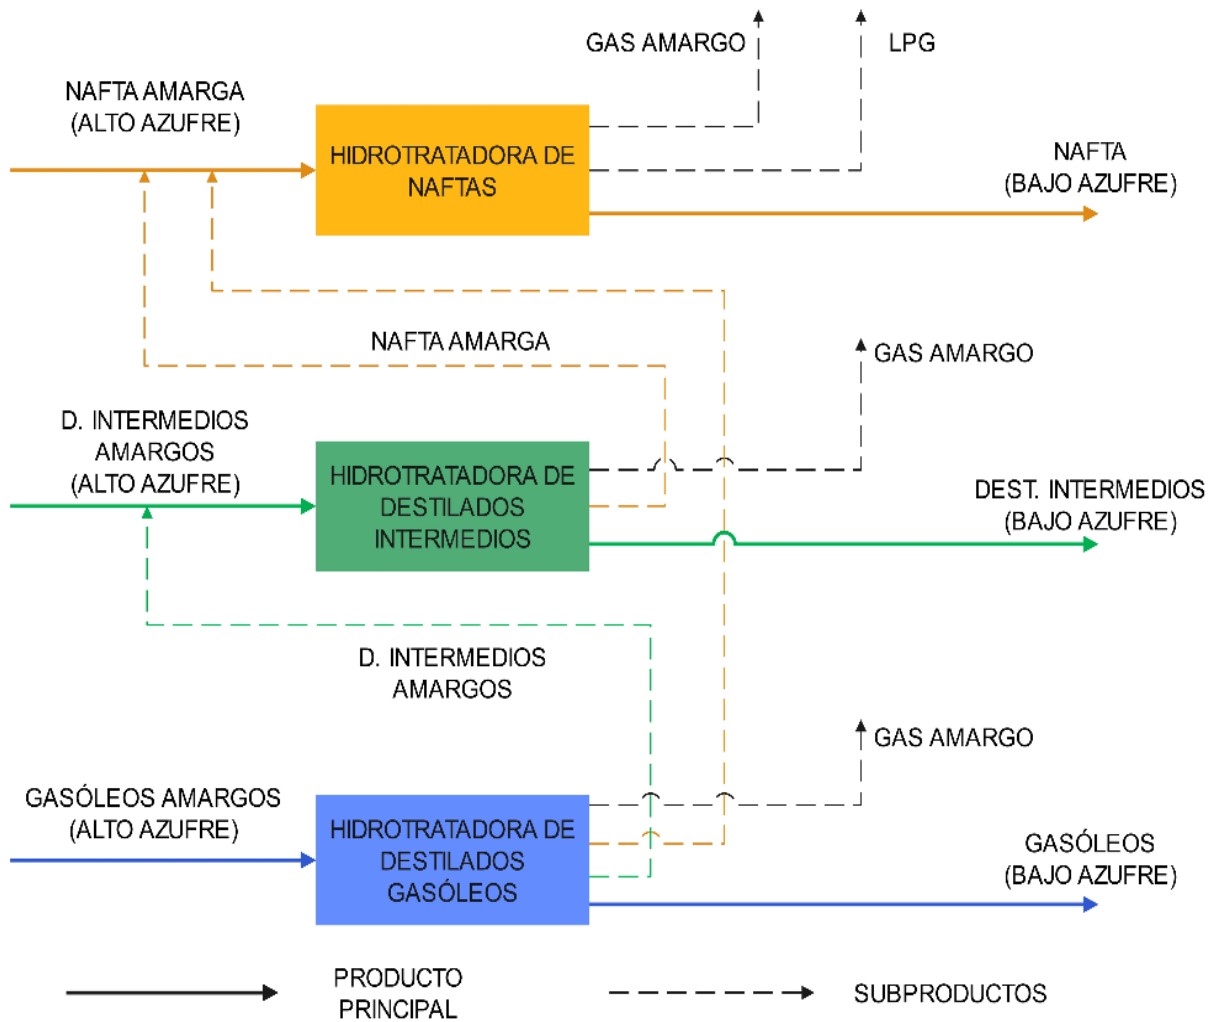 GAS AMARGO
LPG
NAFTA AMARGA
(ALTO AZUFRE)
HIDROTRATADORA DE
NAFTAS
NAFTA
(BAJO AZUFRE)
NAFTA AMARGA
GAS AMARGO
D. INTERMEDIOS
AMARGOS
(ALTO AZUFRE)
HIDROTRATADORA DE
DESTILADOS
INTERMEDIOS
DEST. INTERMEDIOS
(BAJO AZUFRE)
D. INTERMEDIOS
AMARGOS
GAS AMARGO
GASÓLEOS AMARGOS
(ALTO AZUFRE)
HIDROTRATADORA DE
DESTILADOS
GASÓLEOS
GASÓLEOS
(BAJO AZUFRE)
PRODUCTO
PRINCIPAL
SUBPRODUCTOS